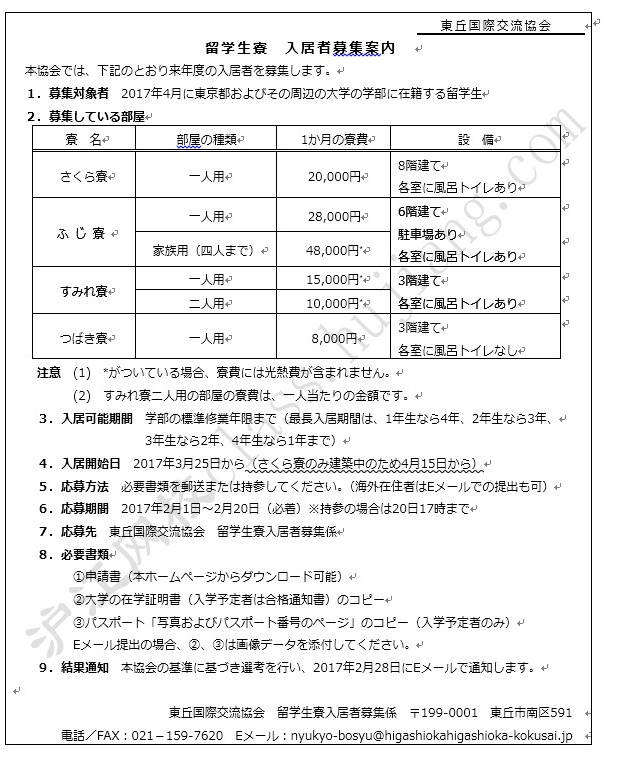 東丘国際交流協会
留学生寮　入居者募集案内
本協会では、下記のとおり来年度の入居者を募集します。
1．募集対象者　2017年4月に東京都およびその周辺の大学の学部に在籍する留学生
2．募集している部屋
寮　名　部屋の種類　1か月の寮費　設　備
さくら寮　一人用　20,000円　8階建て
各室に風呂トイレあり
ふ じ 寮　一人用　28,000円　6階建て
駐車場あり
家族用（四人まで）　48,000円*　各室に風呂トイレあり
すみれ寮　一人用　15,000円*　3階建て
二人用　10,000円*　各室に風呂トイレあり
つばき寮　一人用　8,000円　3階建て
各室に風呂トイレなし
注意　(1)　*がついている場合、寮費には光熱費が含まれません。
(2)　すみれ寮二人用の部屋の寮費は、一人当たりの金額です。
3．入居可能期間　学部の標準修業年限まで（最長入居期間は、1年生なら4年、2年生なら3年、
3年生なら2年、4年生なら1年まで）
4．入居開始日　2017年3月25日から（さくら寮のみ建築中のため4月15日から）
5．応募方法　必要書類を郵送または持参してください。（海外在住者はEメールでの提出も可）
6．応募期間　2017年2月1日～2月20日（必着）※持参の場合は20日17時まで
7．応募先　東丘国際交流協会　留学生寮入居者募集係
8．必要書類
①申請書（本ホームページからダウンロード可能）
②大学の在学証明書（入学予定者は合格通知書）のコピー
③パスポート「写真およびパスポート番号のページ」のコピー（入学予定者のみ）
Eメール提出の場合、②、③は画像データを添付してください。
9．結果通知　本協会の基準に基づき選考を行い、2017年2月28日にEメールで通知します。
東丘国際交流協会　留学生寮入居者募集係　〒199-0001　東丘市南区591
電話／FAX：021－159-7620　Eメール：nyukyo-bosyu@higashiokahigashioka-kokusai.jp
沪江网校class.hujiang.com